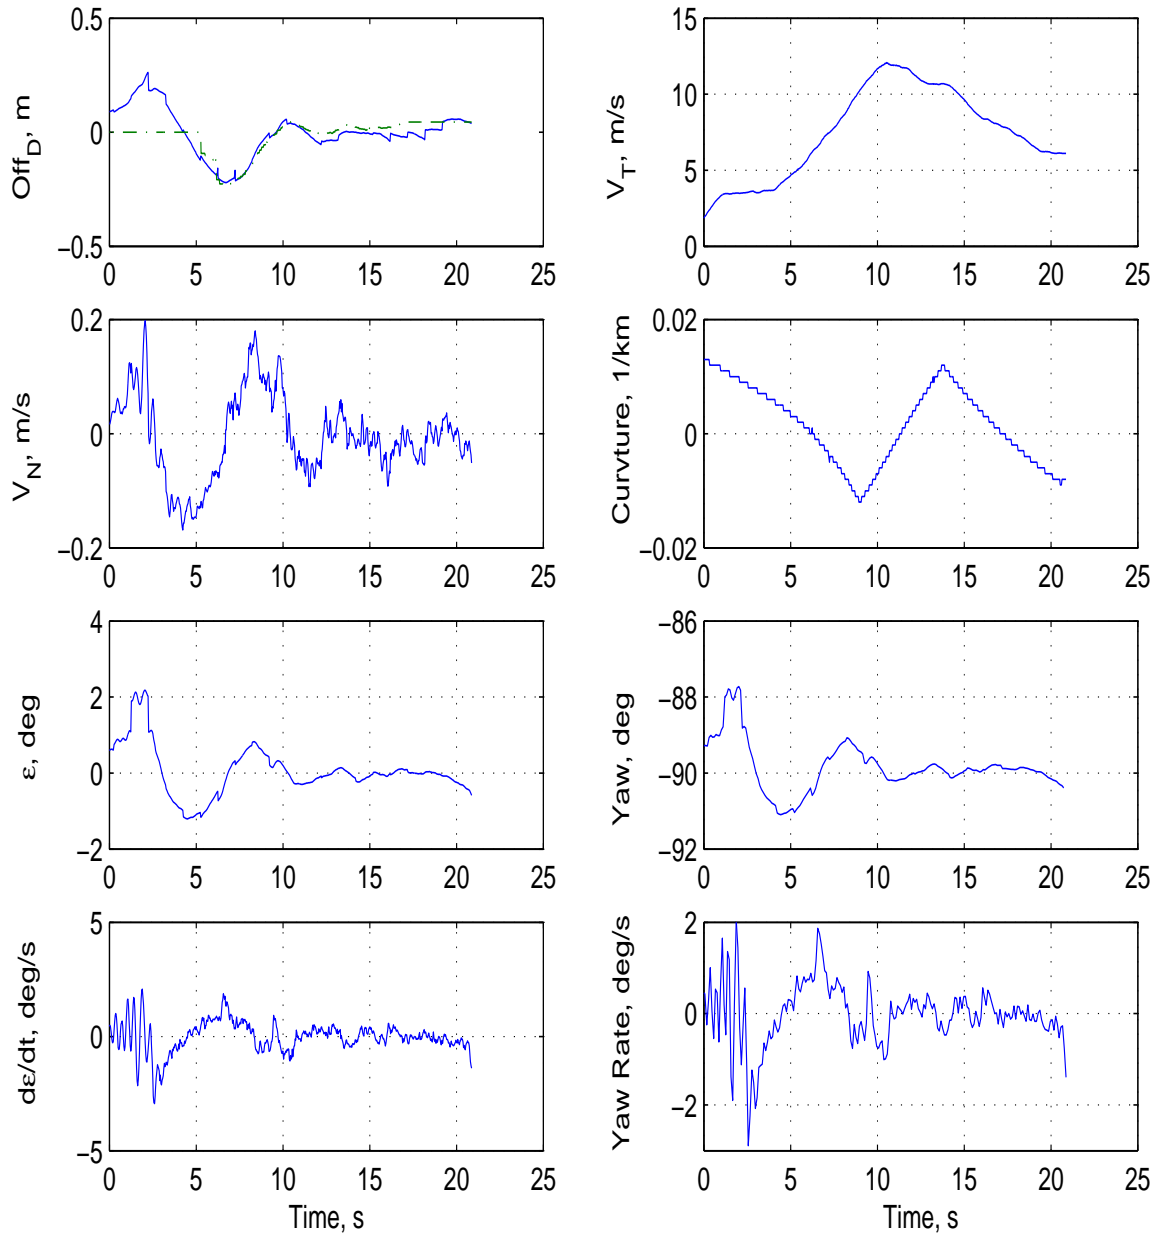 0.5
0
−0.5
Off_D, m
0 5 10 15 20 25
15
10
5
0
V_T, m/s
0 5 10 15 20 25
0.2
0
−0.2
V_N, m/s
0 5 10 15 20 25
0.02
0
−0.02
Curvture, 1/km
0 5 10 15 20 25
4
2
0
−2
ε, deg
0 5 10 15 20 25
−86
−88
−90
−92
Yaw, deg
0 5 10 15 20 25
5
0
−5
dε/dt, deg/s
0 5 10 15 20 25
Time, s
2
0
−2
Yaw Rate, deg/s
0 5 10 15 20 25
Time, s